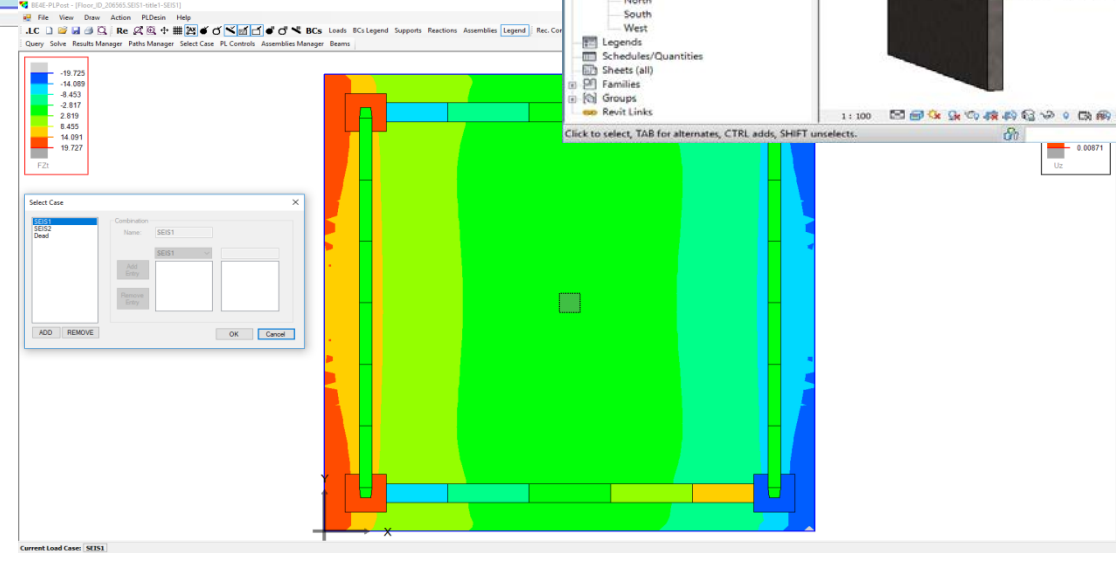 BE4E-PLPost - [Floor_ID_206565:SEIS1-title1-SEIS1]
File View Draw Action PLDesin Help
.LC Re BCs Loads BCs Legend Supports Reactions Assemblies Legend Rec. Con
Query Solve Results Manager Paths Manager Select Case PL Controls Assemblies Manager Beams
-19.725
-14.089
-8.453
-2.817
2.819
8.455
14.091
19.727
FZt
North
South
West
Legends
Schedules/Quantities
Sheets (all)
Families
Groups
Revit Links
1 : 100
Click to select, TAB for alternates, CTRL adds, SHIFT unselects.
0.00871
Uz
Select Case
SEIS1
SEIS2
Dead
Combination
Name: SEIS1
SEIS1
Add
Entry
Remove
Entry
ADD REMOVE
OK Cancel
Y
X
Current Load Case: SEIS1